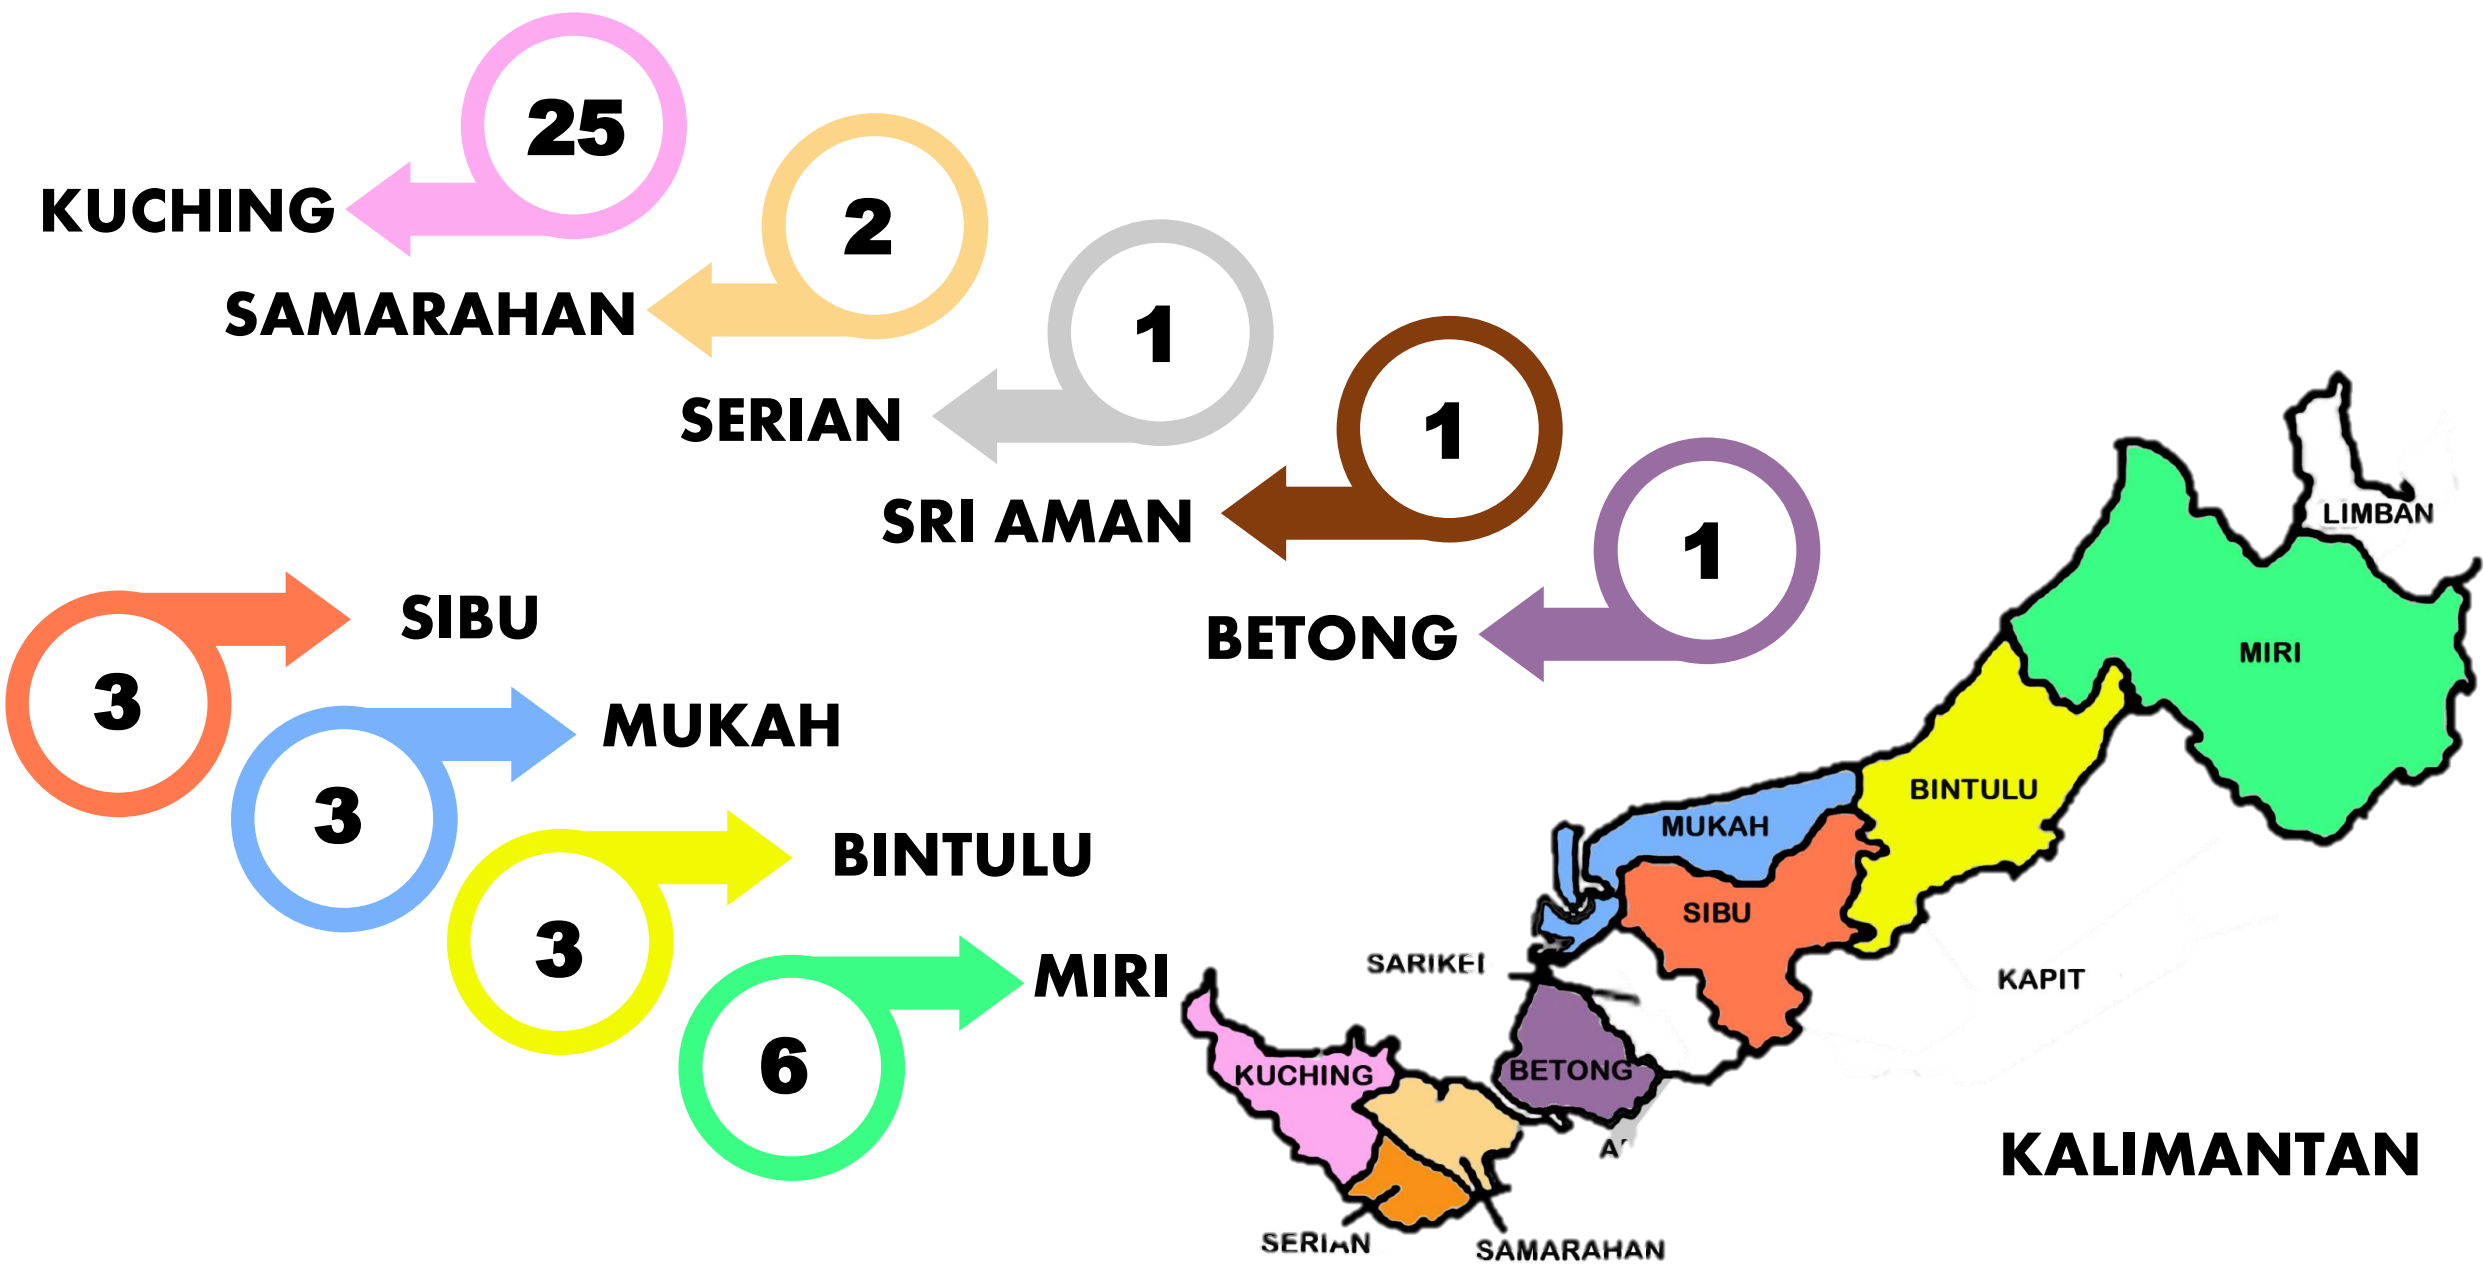 25
KUCHING
2
SAMARAHAN
1
SERIAN
1
SRI AMAN
1
BETONG
SIBU
3
MUKAH
3
BINTULU
3
MIRI
6
LIMBAN
MIRI
BINTULU
MUKAH
SIBU
SARIKEI
KAPIT
KUCHING
BETONG
KALIMANTAN
SERIAN
SAMARAHAN